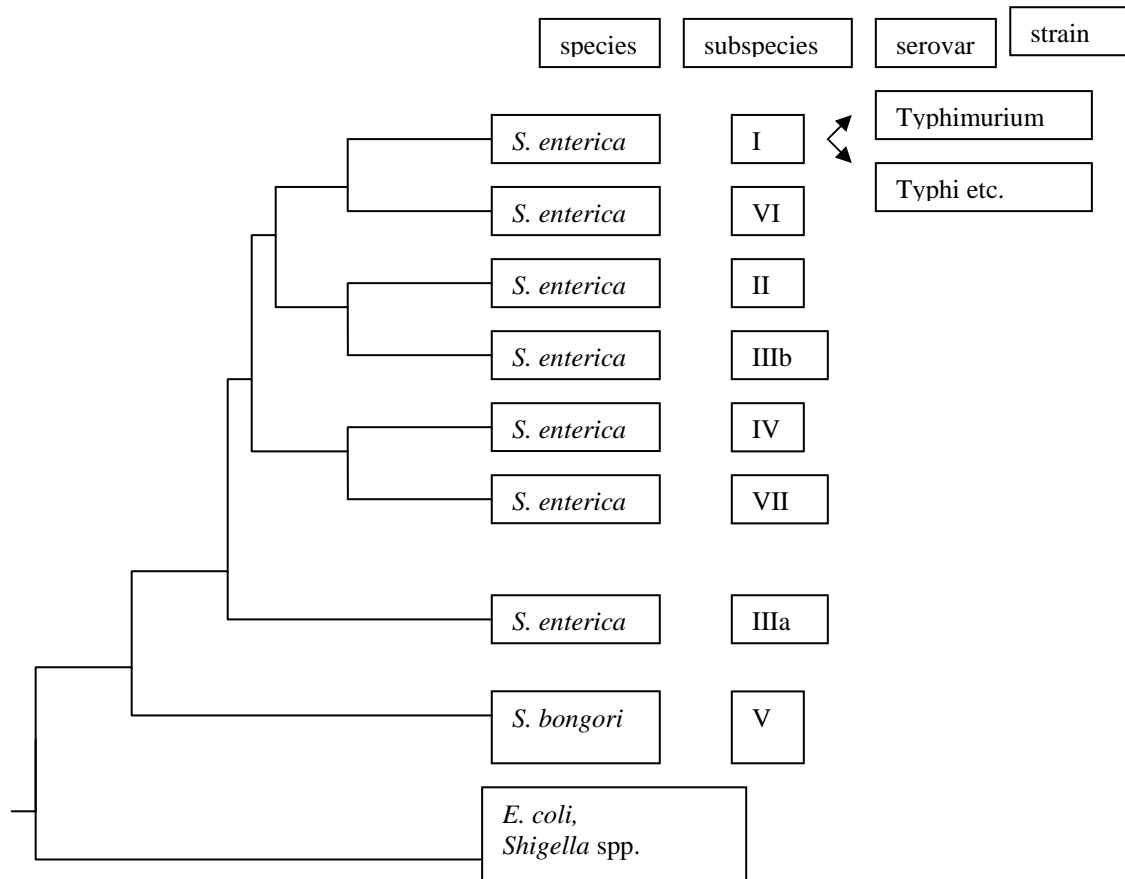 species subspecies serovar strain
S. enterica I Typhimurium
Typhi etc.
S. enterica VI
S. enterica II
S. enterica IIIb
S. enterica IV
S. enterica VII
S. enterica IIIa
S. bongori V
E. coli,
Shigella spp.